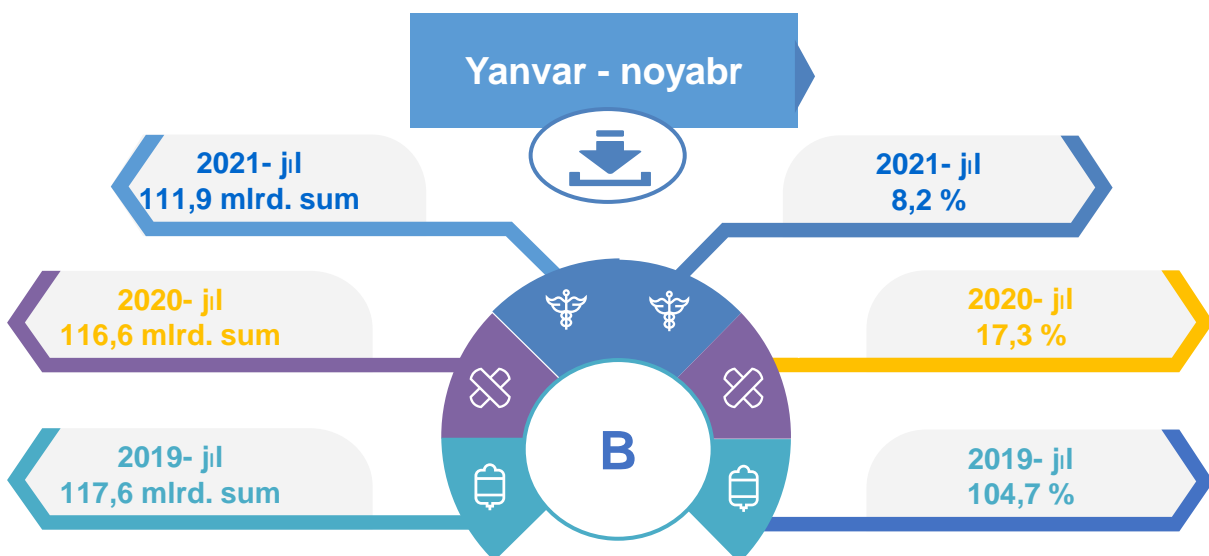 Yanvar - noyabr
2021- jıl
111,9 mlrd. sum
2021- jıl
8,2 %
2020- jıl
116,6 mlrd. sum
2020- jıl
17,3 %
2019- jıl
117,6 mlrd. sum
B
2019- jıl
104,7 %